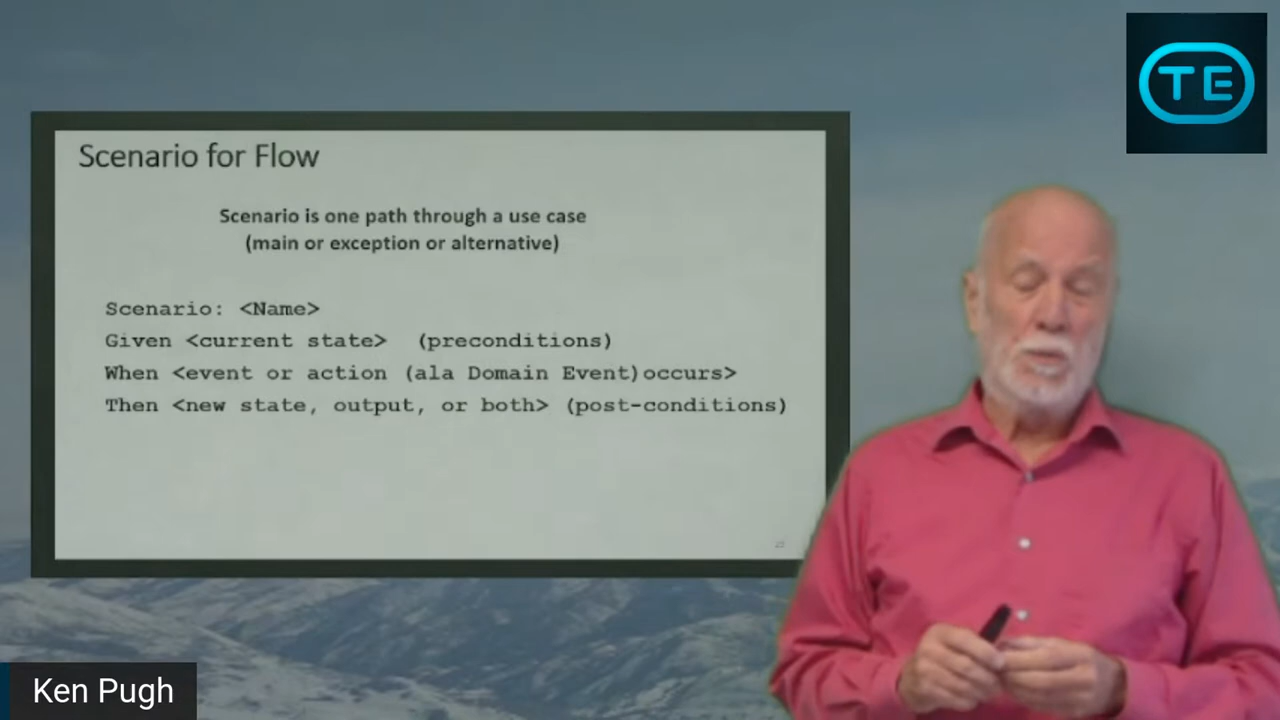 TE
Scenario for Flow
Scenario is one path through a use case
(main or exception or alternative)
Scenario: <Name>
Given <current state> (preconditions)
When <event or action (ala Domain Event)occurs>
Then <new state, output, or both> (post-conditions)
Ken Pugh